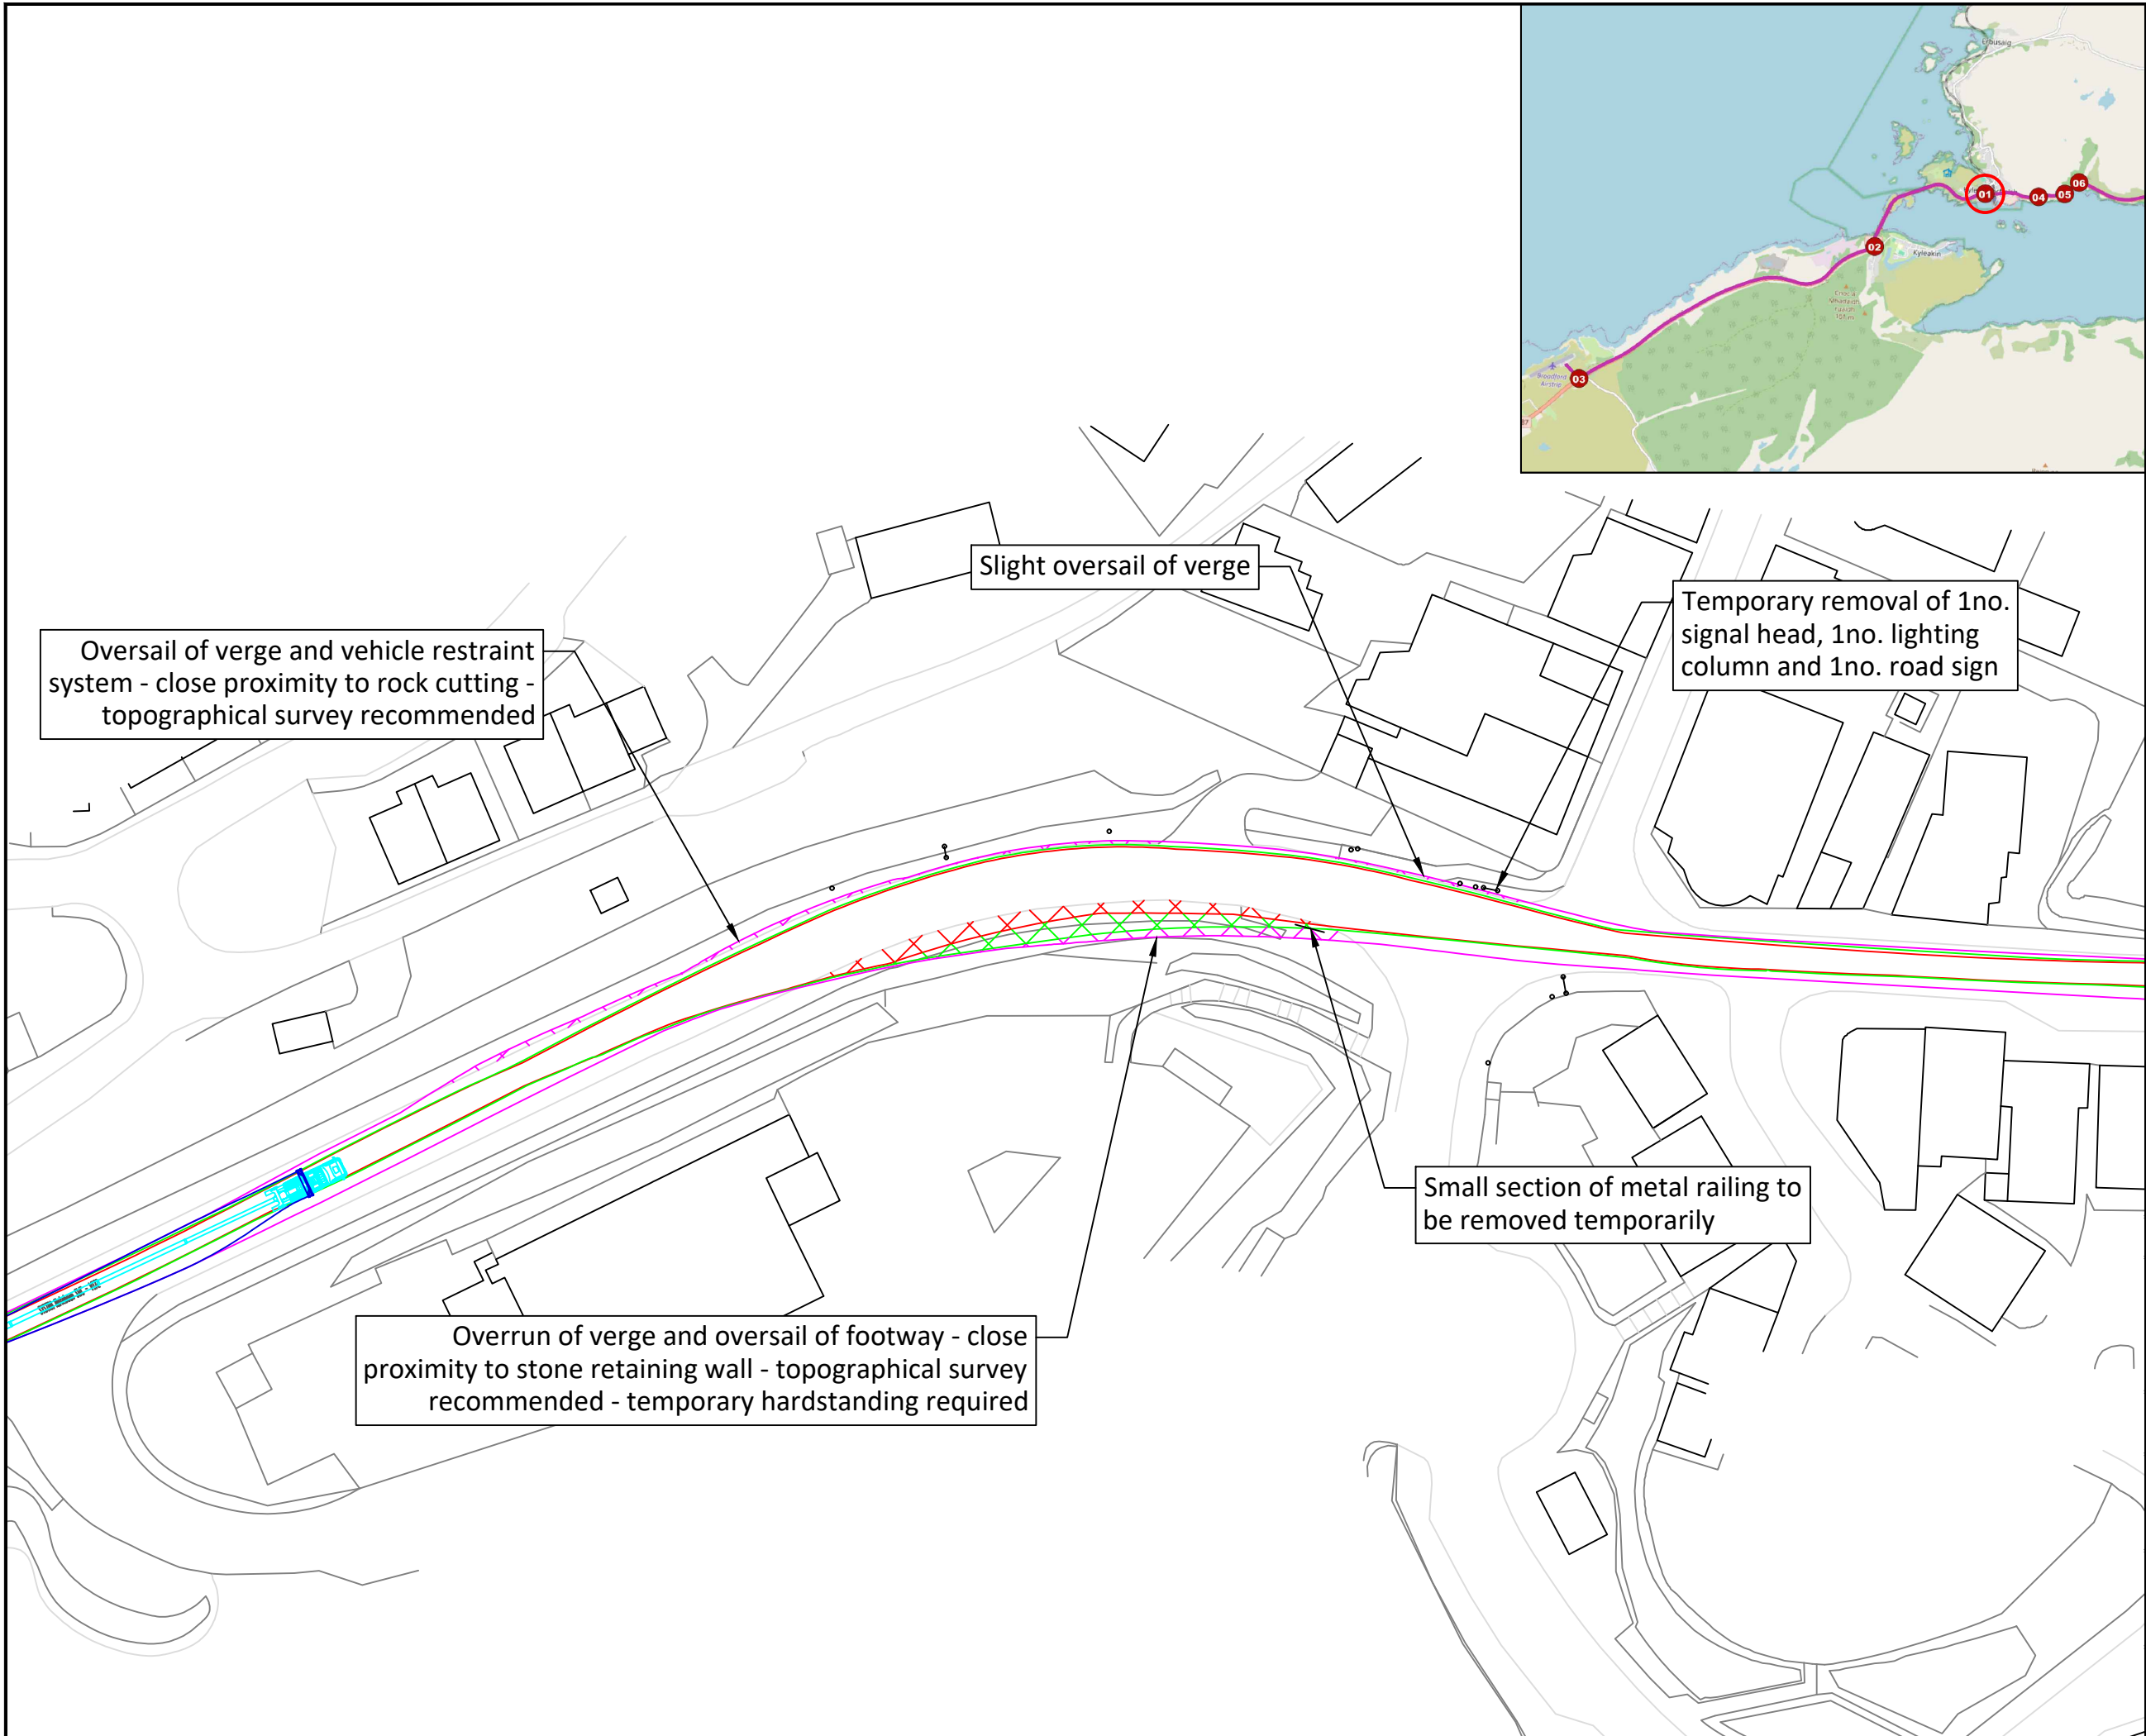 Erbusaig
01
04
05
06
02
Kyleakin
03
Broadford
Airstrip
Slight oversail of verge
Temporary removal of 1no.
signal head, 1no. lighting
column and 1no. road sign
Oversail of verge and vehicle restraint
system - close proximity to rock cutting -
topographical survey recommended
Small section of metal railing to
be removed temporarily
Overrun of verge and oversail of footway - close
proximity to stone retaining wall - topographical survey
recommended - temporary hardstanding required